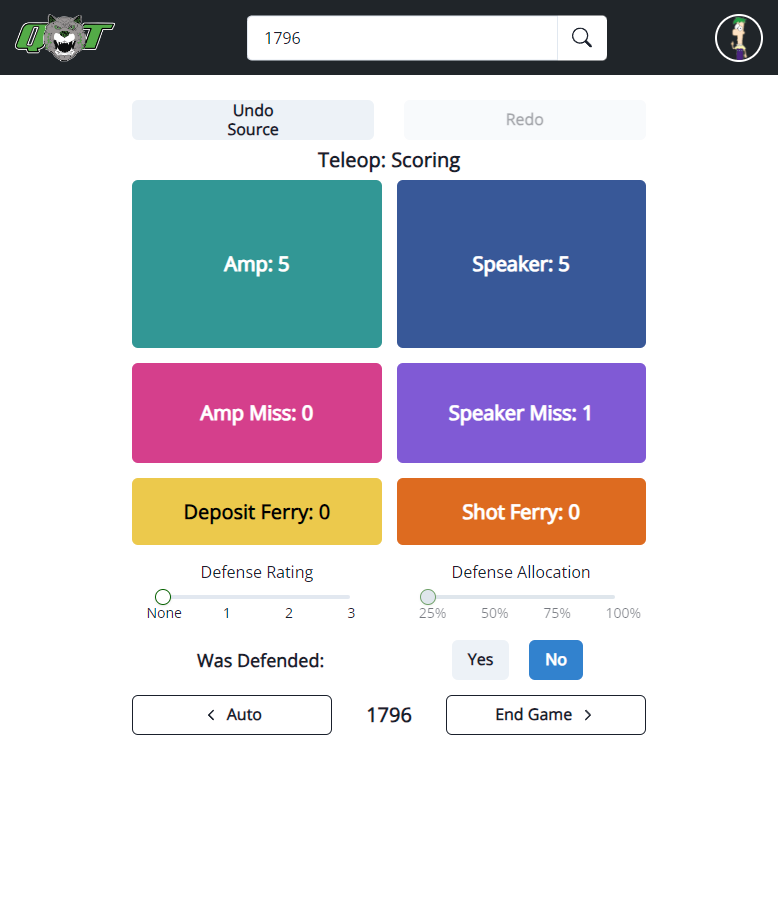 QT
1796
Undo
Source
Redo
Teleop: Scoring
Amp: 5
Speaker: 5
Amp Miss: 0
Speaker Miss: 1
Deposit Ferry: 0
Shot Ferry: 0
Defense Rating
Defense Allocation
None 1 2 3
25% 50% 75% 100%
Was Defended:
Yes
No
Auto
1796
End Game